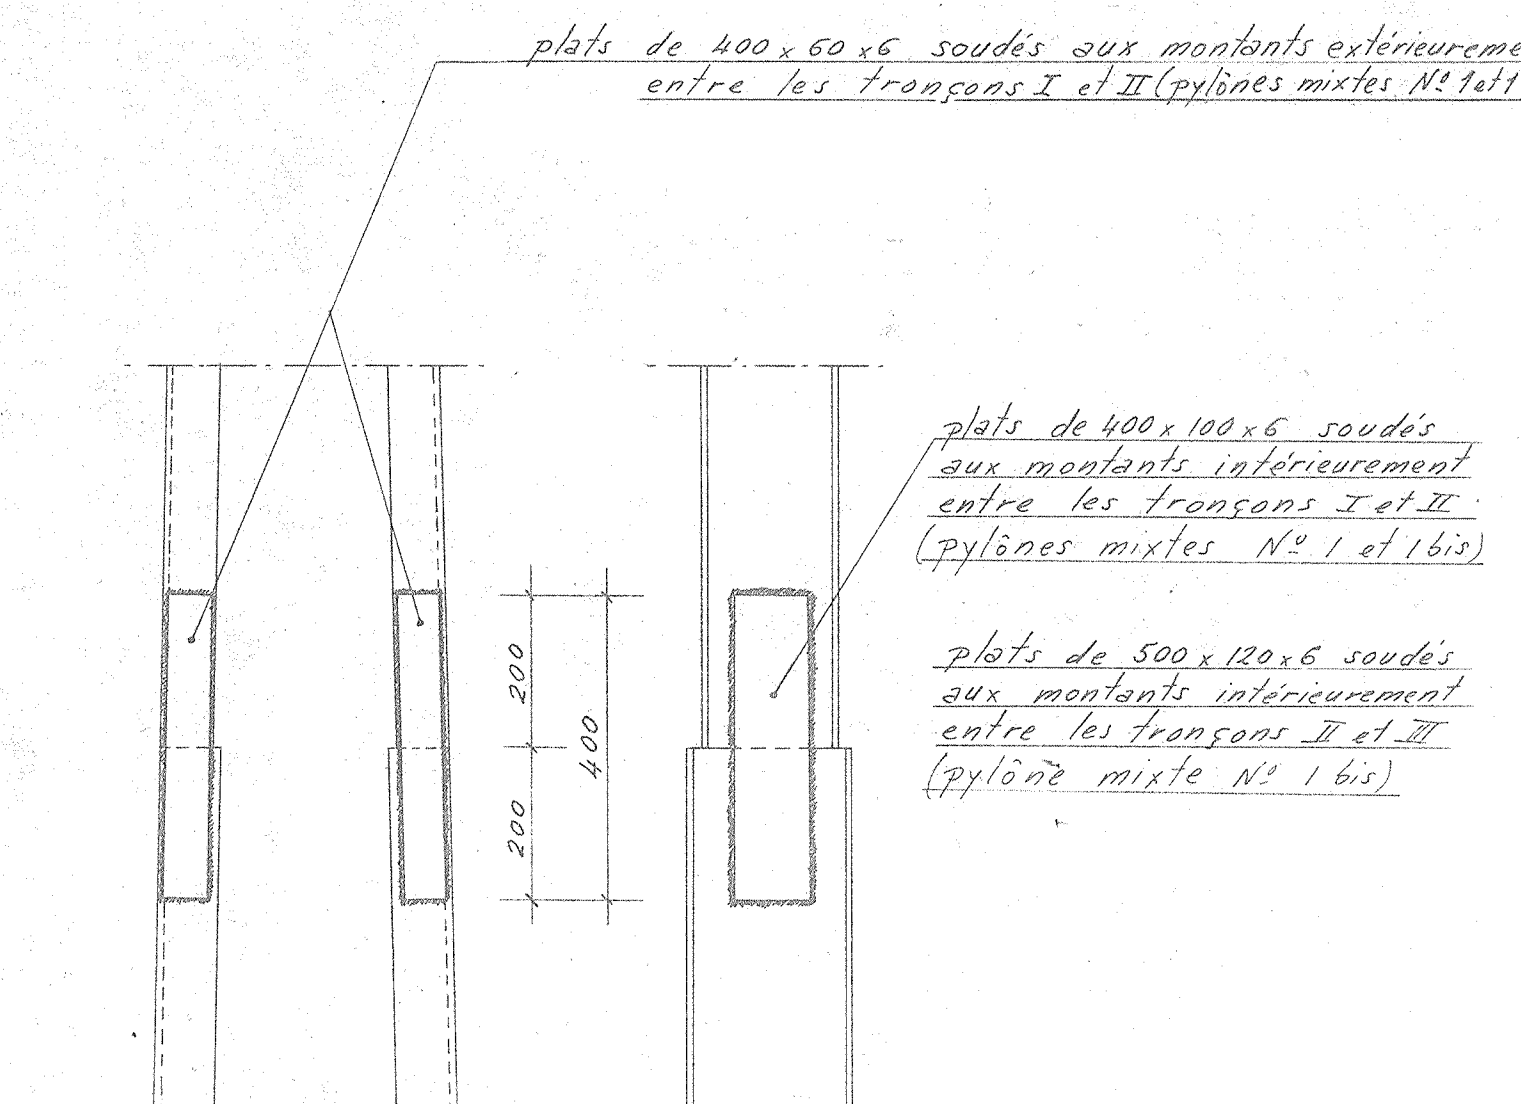 plats de 400 x 60 x 6 soudés aux montants extérieureme
entre les tronçons I et II (pylônes mixtes Nº 1 et 1
plats de 400 x 100 x 6 soudés
aux montants intérieurement
entre les tronçons I et II
(pylônes mixtes Nº 1 et 1 bis)
plats de 500 x 120 x 6 soudés
aux montants intérieurement
entre les tronçons II et III
(pylône mixte Nº 1 bis)
200
400
200